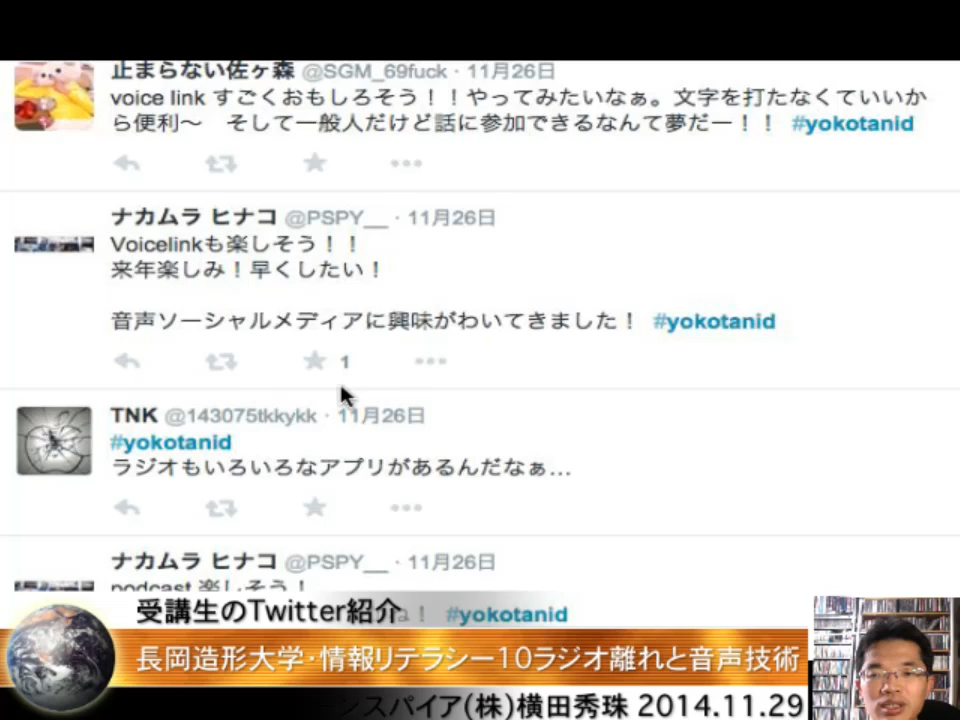 止まらない佐ヶ森 @SGM_69fuck · 11月26日
voice link すごくおもしろそう！！やってみたいなぁ。文字を打たなくていいか
ら便利〜　そして一般人だけど話に参加できるなんて夢だー！！ #yokotanid
ナカムラ ヒナコ @PSPY__ · 11月26日
Voicelinkも楽しそう！！
来年楽しみ！早くしたい！
音声ソーシャルメディアに興味がわいてきました！ #yokotanid
1
TNK @143075tkkykk · 11月26日
#yokotanid
ラジオもいろいろなアプリがあるんだなぁ…
ナカムラ ヒナコ @PSPY__ · 11月26日
podcast 楽しそう！
！ #yokotanid
受講生のTwitter紹介
長岡造形大学・情報リテラシー10ラジオ離れと音声技術
ンスパイア(株)横田秀珠 2014.11.29